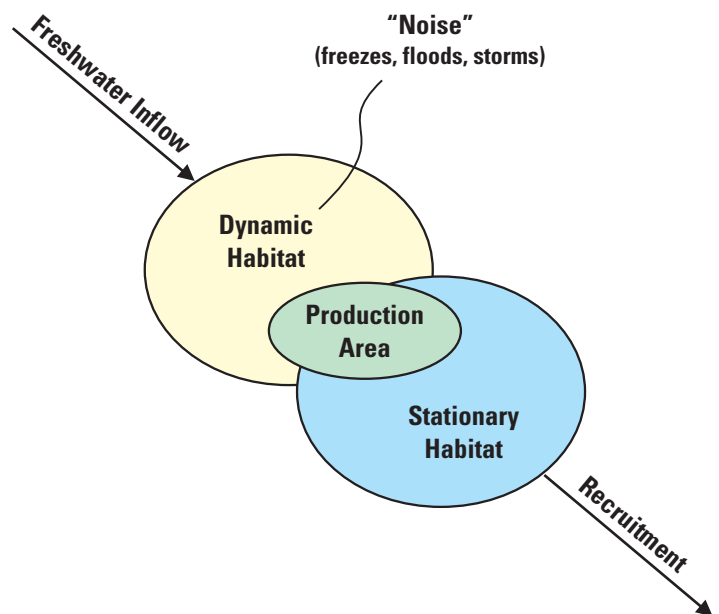 “Noise”
(freezes, floods, storms)
Freshwater Inflow
Dynamic
Habitat
Production
Area
Stationary
Habitat
Recruitment